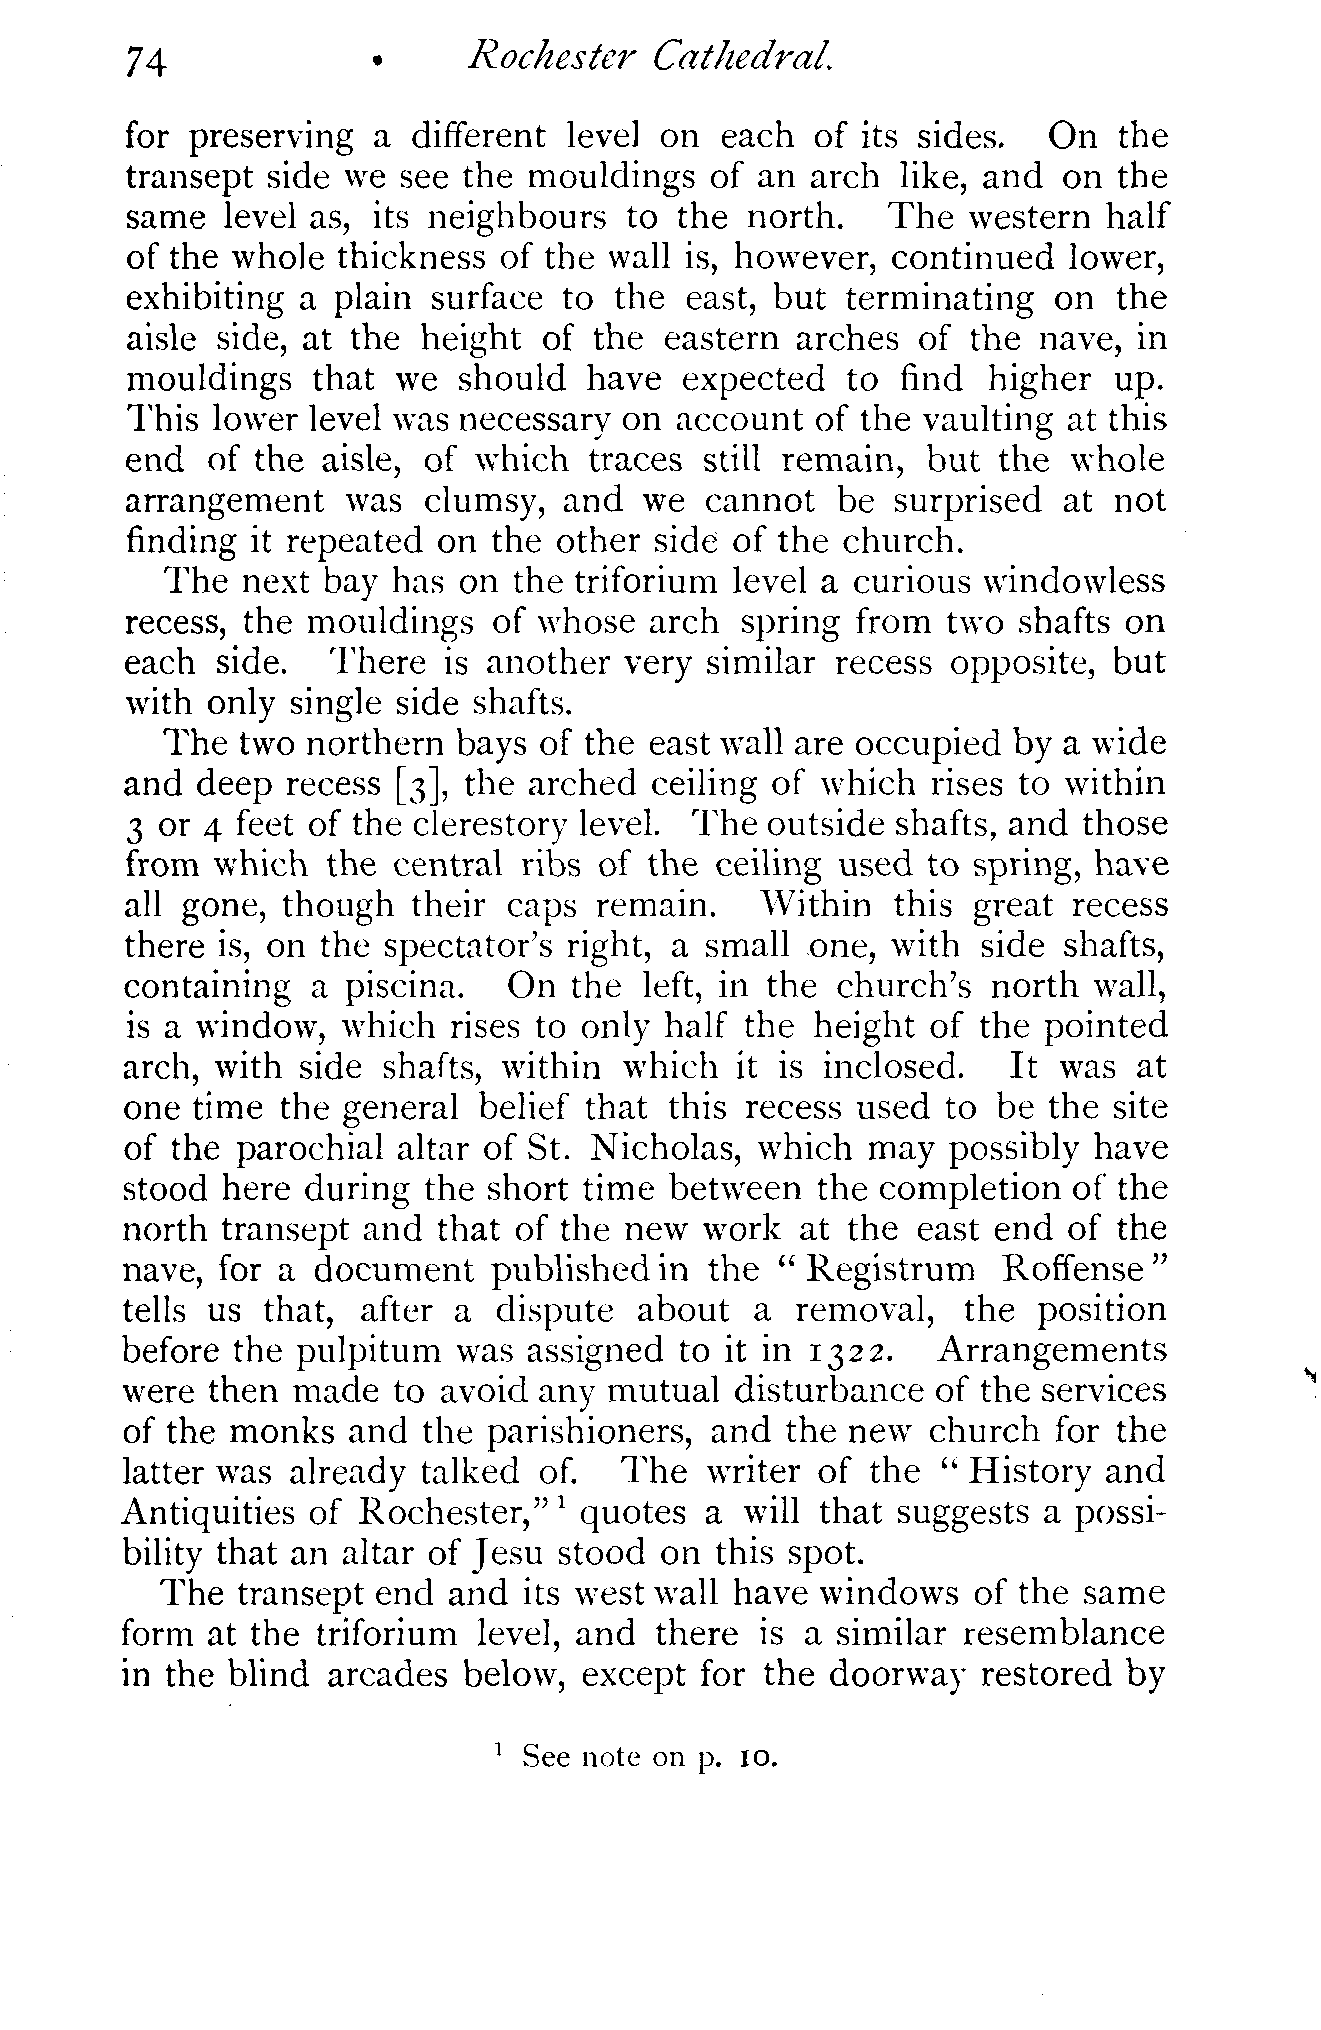 74 Rochester Cathedral.
for preserving a different level on each of its sides. On the
transept side we see the mouldings of an arch like, and on the
same level as, its neighbours to the north. The western half
of the whole thickness of the wall is, however, continued lower,
exhibiting a plain surface to the east, but terminating on the
aisle side, at the height of the eastern arches of the nave, in
mouldings that we should have expected to find higher up.
This lower level was necessary on account of the vaulting at this
end of the aisle, of which traces still remain, but the whole
arrangement was clumsy, and we cannot be surprised at not
finding it repeated on the other side of the church.
The next bay has on the triforium level a curious windowless
recess, the mouldings of whose arch spring from two shafts on
each side. There is another very similar recess opposite, but
with only single side shafts.
The two northern bays of the east wall are occupied by a wide
and deep recess [3], the arched ceiling of which rises to within
3 or 4 feet of the clerestory level. The outside shafts, and those
from which the central ribs of the ceiling used to spring, have
all gone, though their caps remain. Within this great recess
there is, on the spectator's right, a small one, with side shafts,
containing a piscina. On the left, in the church's north wall,
is a window, which rises to only half the height of the pointed
arch, with side shafts, within which it is inclosed. It was at
one time the general belief that this recess used to be the site
of the parochial altar of St. Nicholas, which may possibly have
stood here during the short time between the completion of the
north transept and that of the new work at the east end of the
nave, for a document published in the “ Registrum Roffense ”
tells us that, after a dispute about a removal, the position
before the pulpitum was assigned to it in 1322. Arrangements
were then made to avoid any mutual disturbance of the services
of the monks and the parishioners, and the new church for the
latter was already talked of. The writer of the “ History and
Antiquities of Rochester,” ¹ quotes a will that suggests a possi-
bility that an altar of Jesu stood on this spot.
The transept end and its west wall have windows of the same
form at the triforium level, and there is a similar resemblance
in the blind arcades below, except for the doorway restored by
¹ See note on p. 10.